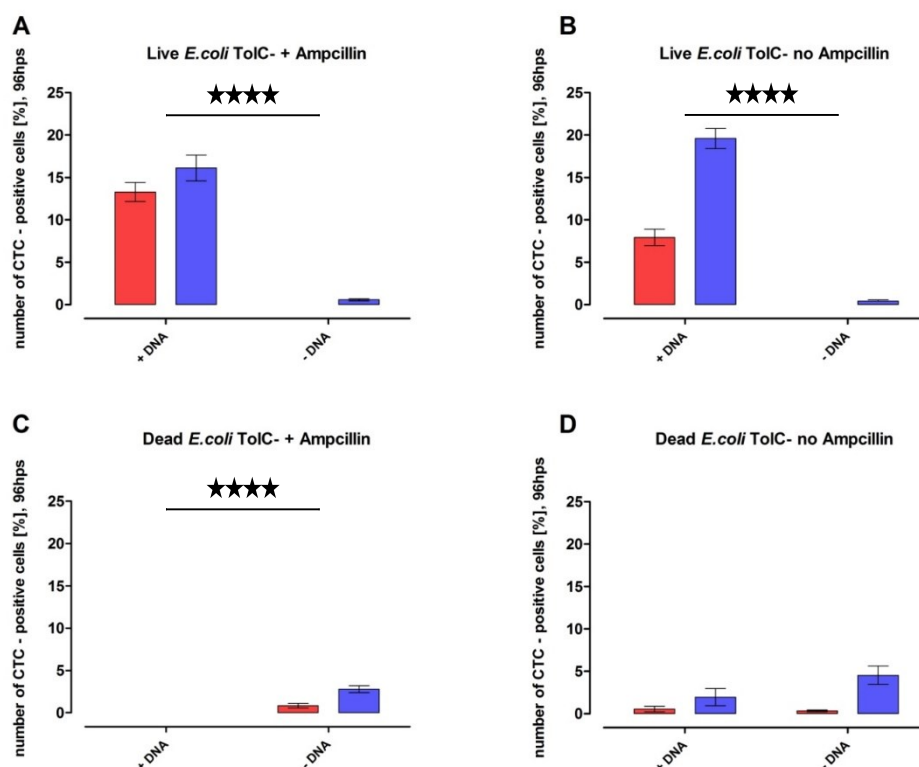 A
Live E.coli TolC- + Ampcillin
★★★★
number of CTC - positive cells [%], 96hps
25
20
15
10
5
0
+ DNA
- DNA
B
Live E.coli TolC- no Ampcillin
★★★★
number of CTC - positive cells [%], 96hps
25
20
15
10
5
0
+ DNA
- DNA
C
Dead E.coli TolC- + Ampcillin
★★★★
number of CTC - positive cells [%], 96hps
25
20
15
10
5
0
+ DNA
- DNA
D
Dead E.coli TolC- no Ampcillin
number of CTC - positive cells [%], 96hps
25
20
15
10
5
0
+ DNA
- DNA